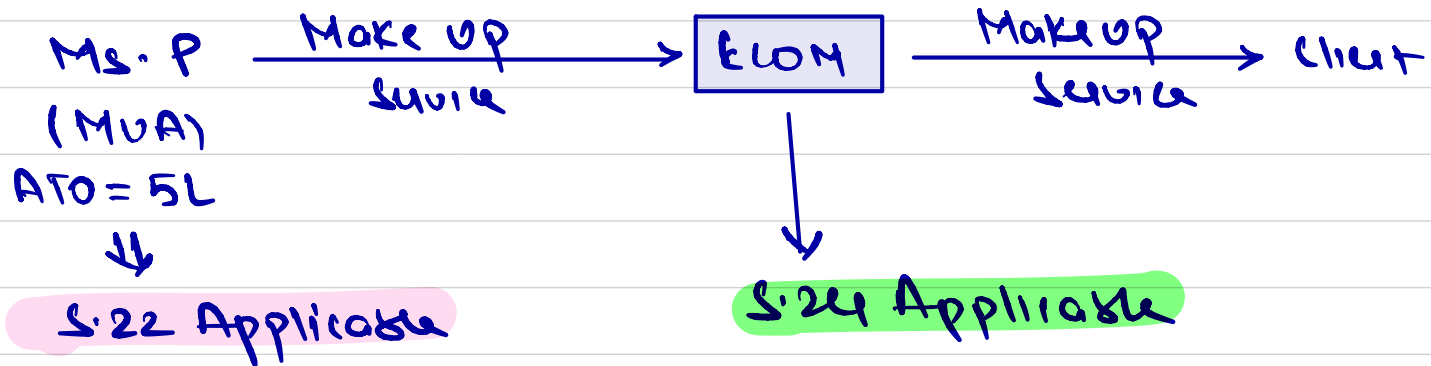 Ms. P
Make up
Service
ECOM
Make up
Service
Client
(MUA)
ATO = 5L
⇓
S.22 Applicable
S.24 Applicable